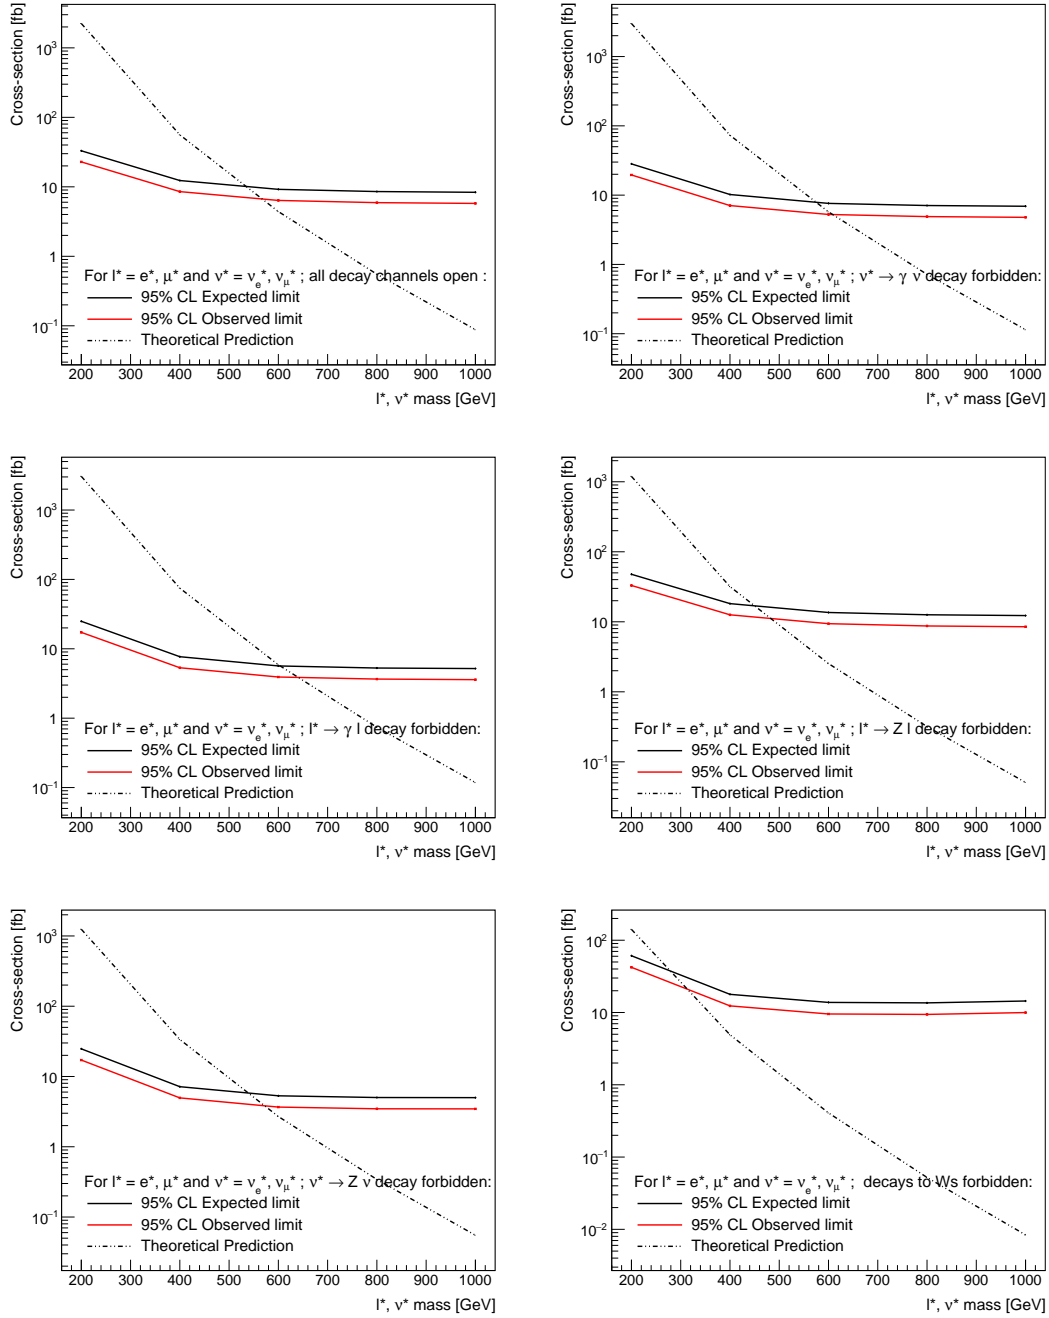 Cross-section [fb]
10³
10²
10
1
10⁻¹
For l* = e*, μ* and ν* = νₑ*, ν_μ* ; all decay channels open :
95% CL Expected limit
95% CL Observed limit
Theoretical Prediction
200 300 400 500 600 700 800 900 1000
l*, ν* mass [GeV]
Cross-section [fb]
10³
10²
10
1
10⁻¹
For l* = e*, μ* and ν* = νₑ*, ν_μ* ; ν* → γ ν decay forbidden:
95% CL Expected limit
95% CL Observed limit
Theoretical Prediction
200 300 400 500 600 700 800 900 1000
l*, ν* mass [GeV]
Cross-section [fb]
10³
10²
10
1
10⁻¹
For l* = e*, μ* and ν* = νₑ*, ν_μ* ; l* → γ l decay forbidden:
95% CL Expected limit
95% CL Observed limit
Theoretical Prediction
200 300 400 500 600 700 800 900 1000
l*, ν* mass [GeV]
Cross-section [fb]
10³
10²
10
1
10⁻¹
For l* = e*, μ* and ν* = νₑ*, ν_μ* ; l* → Z l decay forbidden:
95% CL Expected limit
95% CL Observed limit
Theoretical Prediction
200 300 400 500 600 700 800 900 1000
l*, ν* mass [GeV]
Cross-section [fb]
10³
10²
10
1
10⁻¹
For l* = e*, μ* and ν* = νₑ*, ν_μ* ; ν* → Z ν decay forbidden:
95% CL Expected limit
95% CL Observed limit
Theoretical Prediction
200 300 400 500 600 700 800 900 1000
l*, ν* mass [GeV]
Cross-section [fb]
10²
10
1
10⁻¹
10⁻²
For l* = e*, μ* and ν* = νₑ*, ν_μ* ; decays to Ws forbidden:
95% CL Expected limit
95% CL Observed limit
Theoretical Prediction
200 300 400 500 600 700 800 900 1000
l*, ν* mass [GeV]